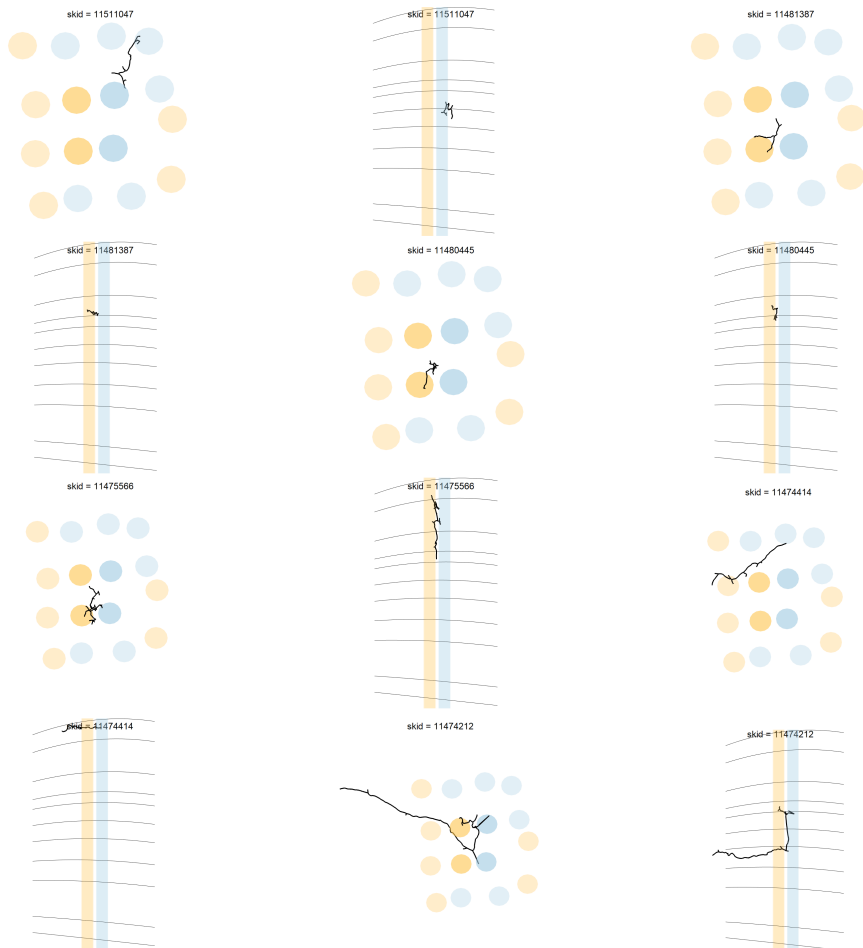 skid = 11511047
skid = 11511047
skid = 11481387
skid = 11481387
skid = 11480445
skid = 11480445
skid = 11475566
skid = 11475566
skid = 11474414
skid = 11474414
skid = 11474212
skid = 11474212